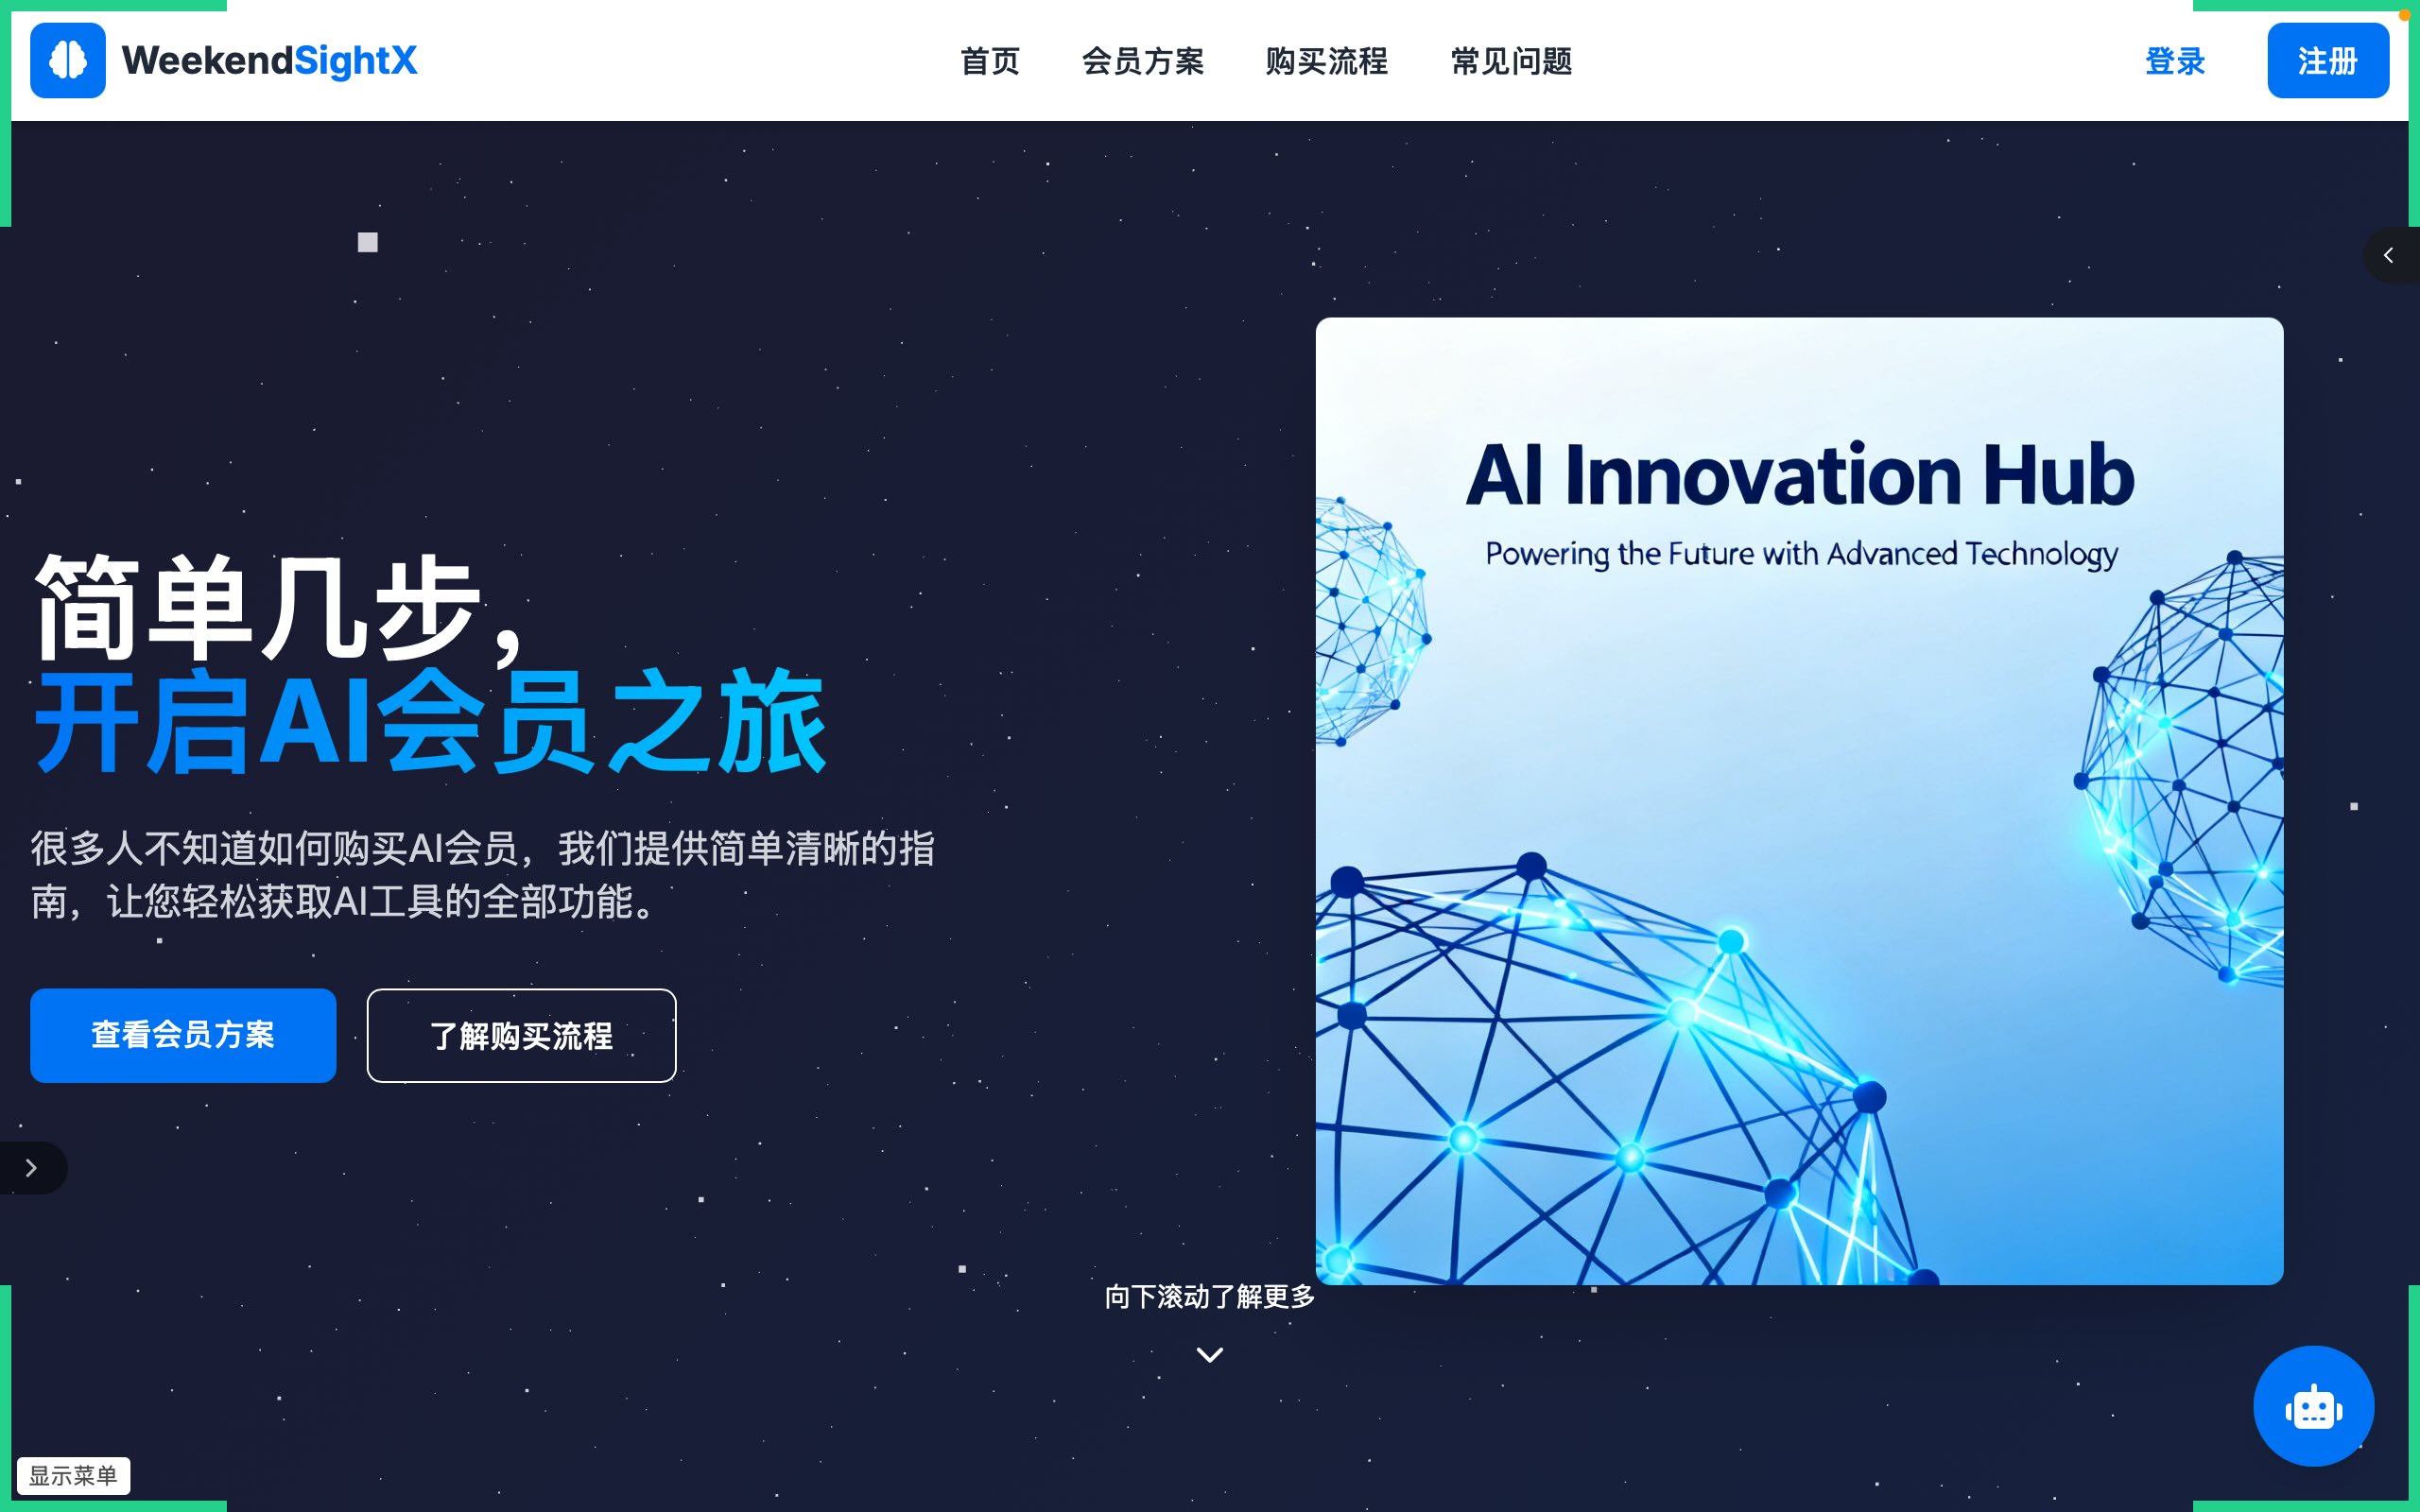 WeekendSightX
首页
会员方案
购买流程
常见问题
登录
注册
AI Innovation Hub
Powering the Future with Advanced Technology
简单几步，
开启AI会员之旅
很多人不知道如何购买AI会员，我们提供简单清晰的指
南，让您轻松获取AI工具的全部功能。
查看会员方案
了解购买流程
向下滚动了解更多
显示菜单